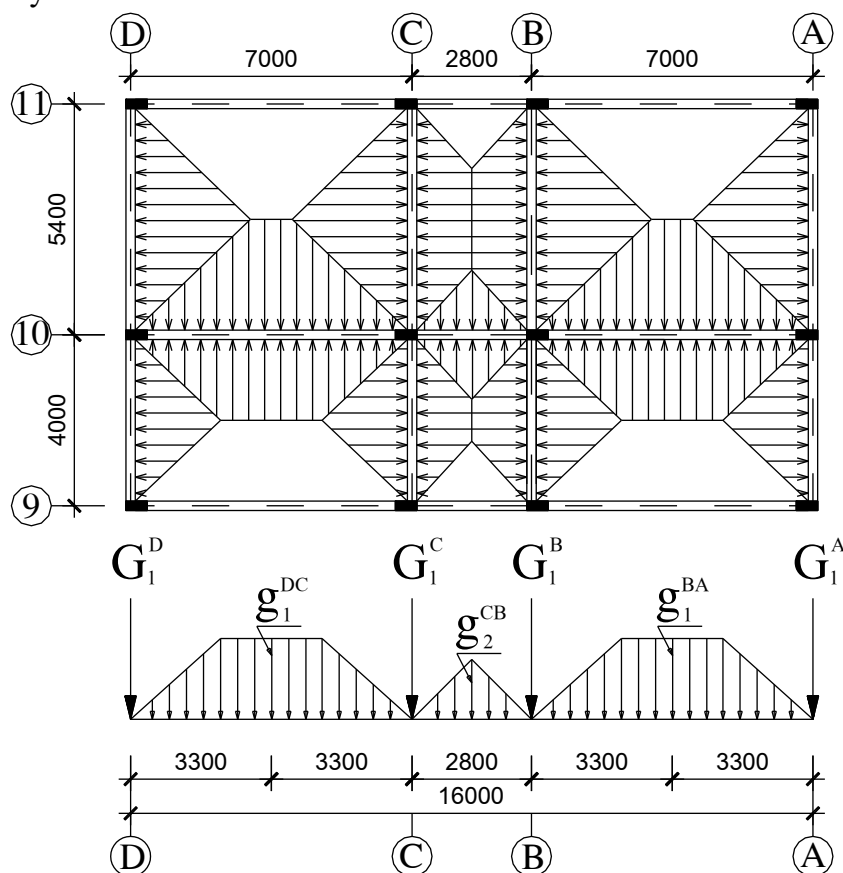 y
D C B A
7000 2800 7000
11
5400
10
4000
9
G₁ᴰ G₁ᶜ G₁ᴮ G₁ᴬ
g₁ᴰᶜ g₂ᶜᴮ g₁ᴮᴬ
3300 3300 2800 3300 3300
16000
D C B A